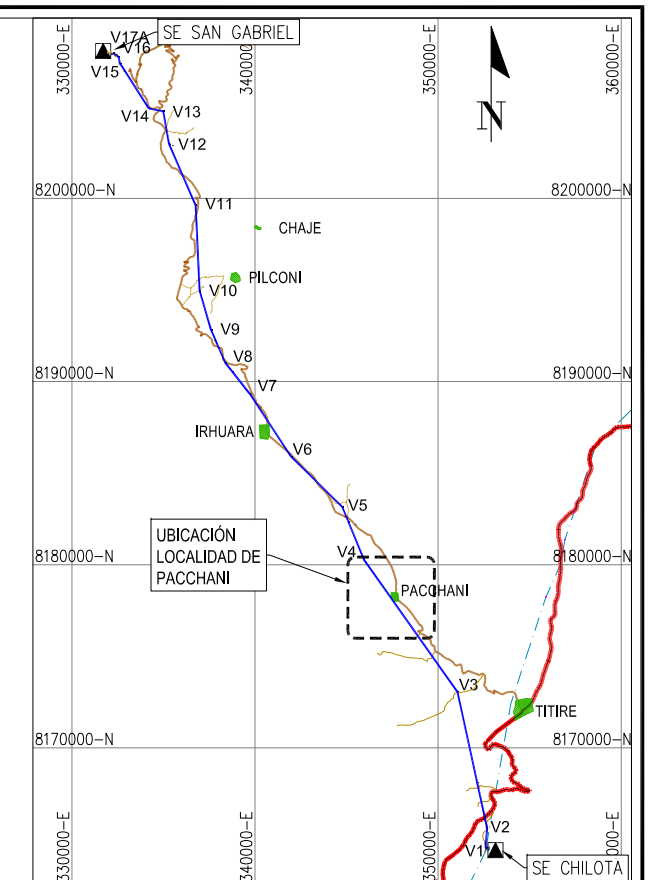 330000-E
340000-E
350000-E
360000-E
SE SAN GABRIEL
V17A
V16
V15
V14
V13
V12
N
8200000-N
8200000-N
V11
CHAJE
PILCONI
V10
V9
V8
8190000-N
8190000-N
V7
IRHUARA
V6
V5
UBICACIÓN
LOCALIDAD DE
PACCHANI
V4
8180000-N
8180000-N
PACCHANI
V3
TITIRE
8170000-N
8170000-N
V2
V1
SE CHILOTA
330000-E
340000-E
350000-E
360000-E